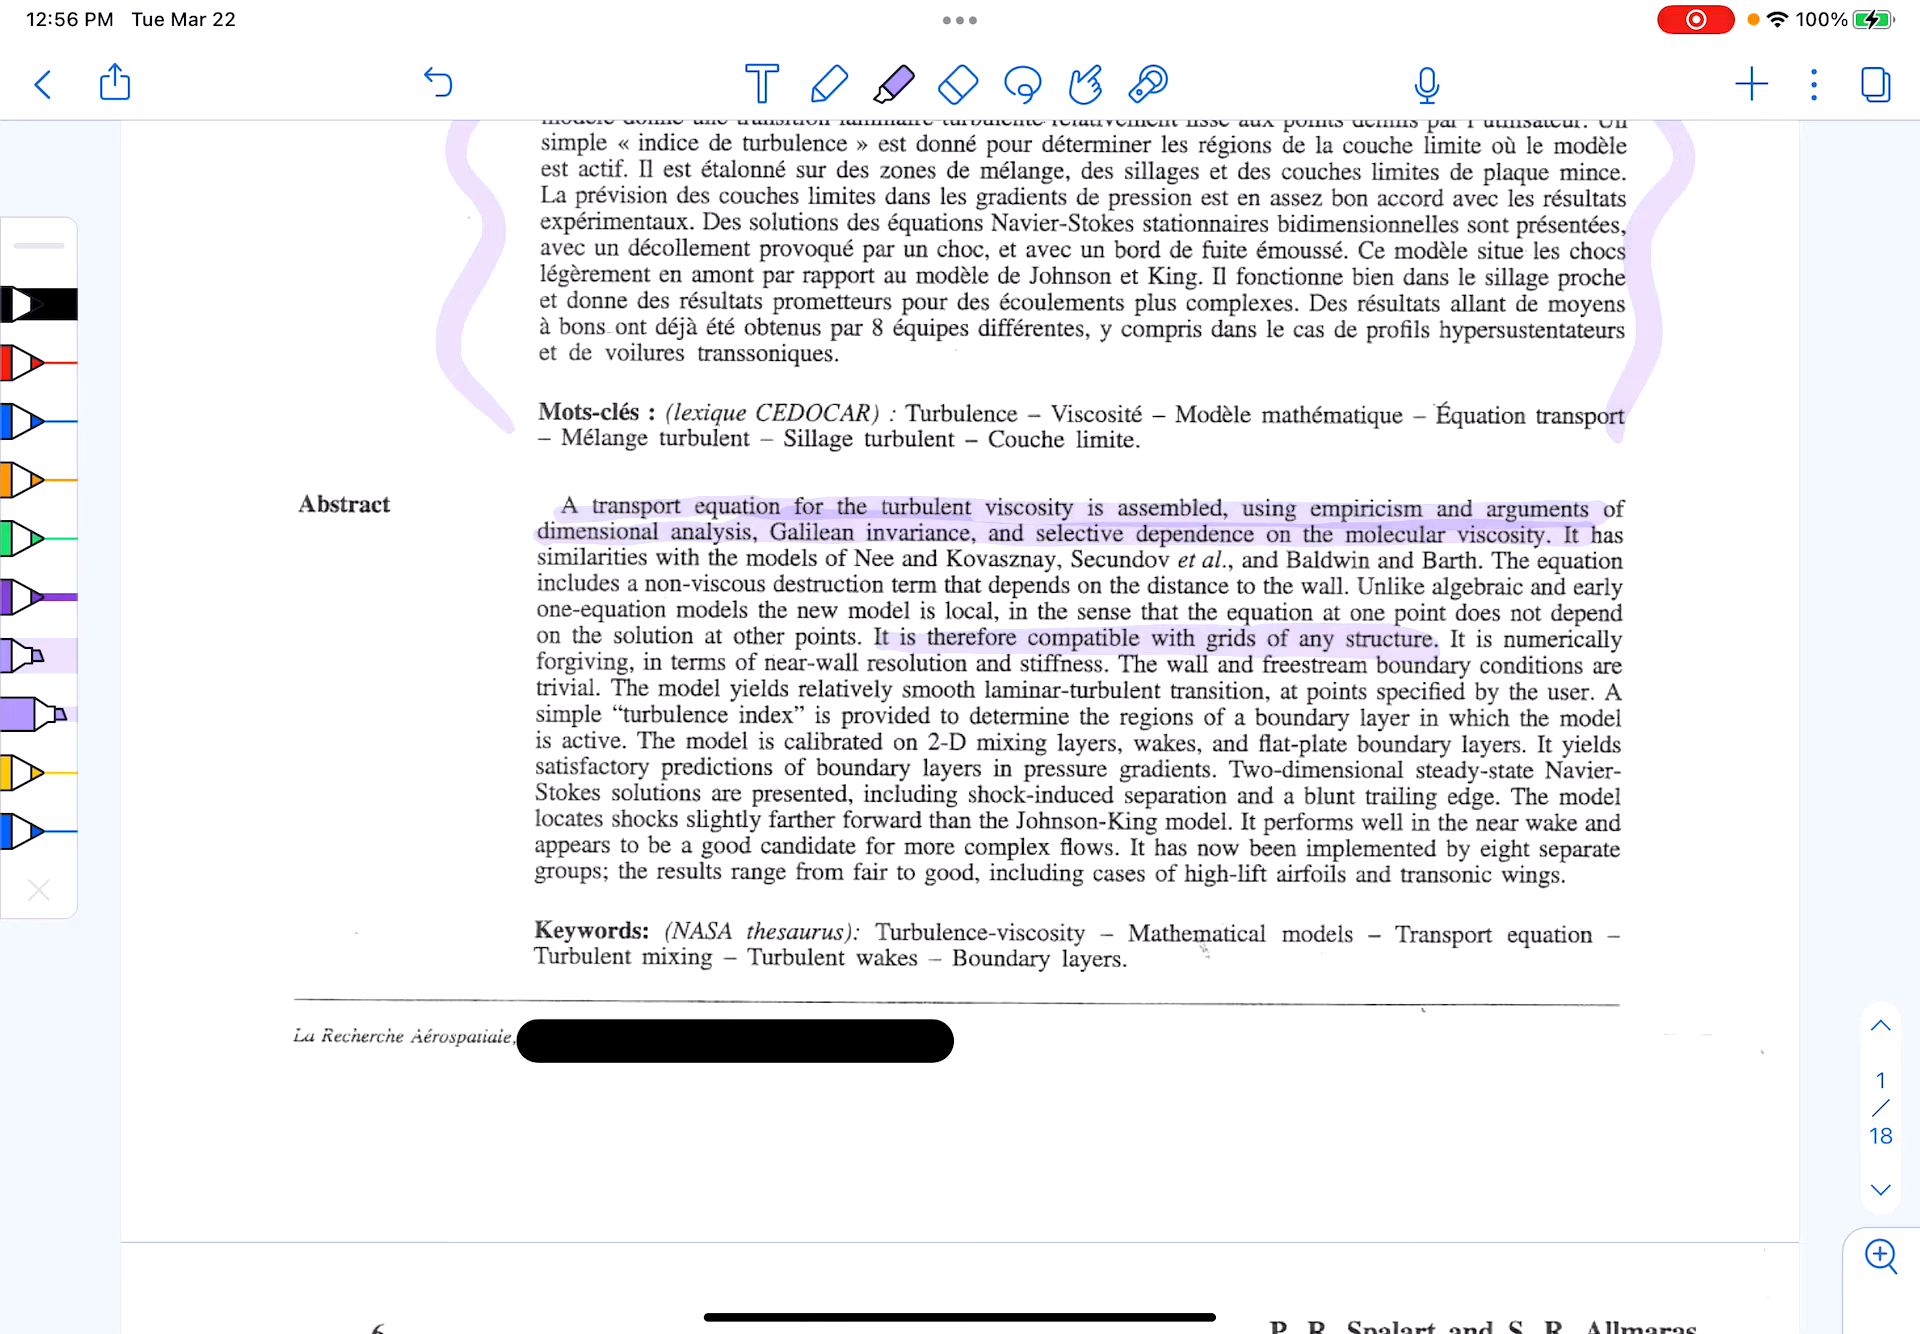 12:56 PM Tue Mar 22
100%
modèle donne une transition laminaire turbulente relativement lisse aux points définis par l'utilisateur. Un
simple « indice de turbulence » est donné pour déterminer les régions de la couche limite où le modèle
est actif. Il est étalonné sur des zones de mélange, des sillages et des couches limites de plaque mince.
La prévision des couches limites dans les gradients de pression est en assez bon accord avec les résultats
expérimentaux. Des solutions des équations Navier-Stokes stationnaires bidimensionnelles sont présentées,
avec un décollement provoqué par un choc, et avec un bord de fuite émoussé. Ce modèle situe les chocs
légèrement en amont par rapport au modèle de Johnson et King. Il fonctionne bien dans le sillage proche
et donne des résultats prometteurs pour des écoulements plus complexes. Des résultats allant de moyens
à bons ont déjà été obtenus par 8 équipes différentes, y compris dans le cas de profils hypersustentateurs
et de voilures transsoniques.
Mots-clés : (lexique CEDOCAR) : Turbulence – Viscosité – Modèle mathématique – Équation transport
– Mélange turbulent – Sillage turbulent – Couche limite.
Abstract
A transport equation for the turbulent viscosity is assembled, using empiricism and arguments of
dimensional analysis, Galilean invariance, and selective dependence on the molecular viscosity. It has
similarities with the models of Nee and Kovasznay, Secundov et al., and Baldwin and Barth. The equation
includes a non-viscous destruction term that depends on the distance to the wall. Unlike algebraic and early
one-equation models the new model is local, in the sense that the equation at one point does not depend
on the solution at other points. It is therefore compatible with grids of any structure. It is numerically
forgiving, in terms of near-wall resolution and stiffness. The wall and freestream boundary conditions are
trivial. The model yields relatively smooth laminar-turbulent transition, at points specified by the user. A
simple “turbulence index” is provided to determine the regions of a boundary layer in which the model
is active. The model is calibrated on 2-D mixing layers, wakes, and flat-plate boundary layers. It yields
satisfactory predictions of boundary layers in pressure gradients. Two-dimensional steady-state Navier-
Stokes solutions are presented, including shock-induced separation and a blunt trailing edge. The model
locates shocks slightly farther forward than the Johnson-King model. It performs well in the near wake and
appears to be a good candidate for more complex flows. It has now been implemented by eight separate
groups; the results range from fair to good, including cases of high-lift airfoils and transonic wings.
Keywords: (NASA thesaurus): Turbulence-viscosity – Mathematical models – Transport equation –
Turbulent mixing – Turbulent wakes – Boundary layers.
La Recherche Aérospatiale,
1
/
18
6
P. R. Spalart and S. R. Allmaras